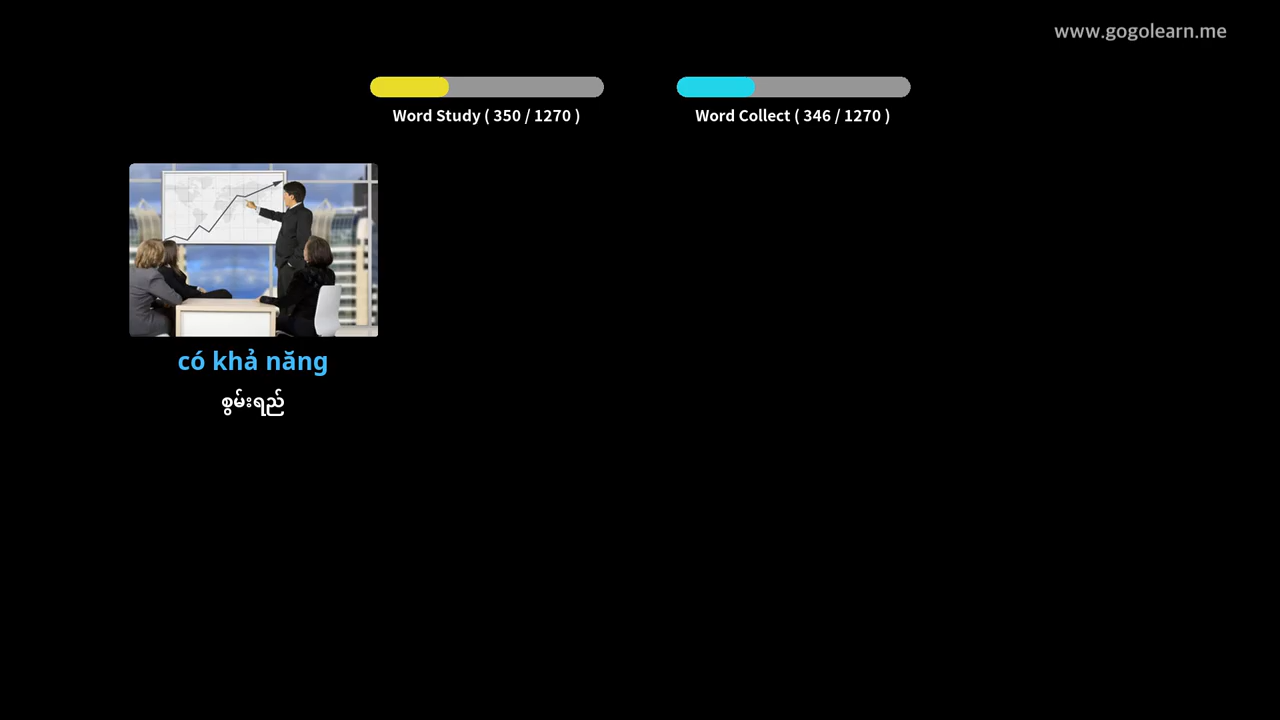 www.gogolearn.me
Word Study ( 350 / 1270 )
Word Collect ( 346 / 1270 )
có khả năng
စွမ်းရည်